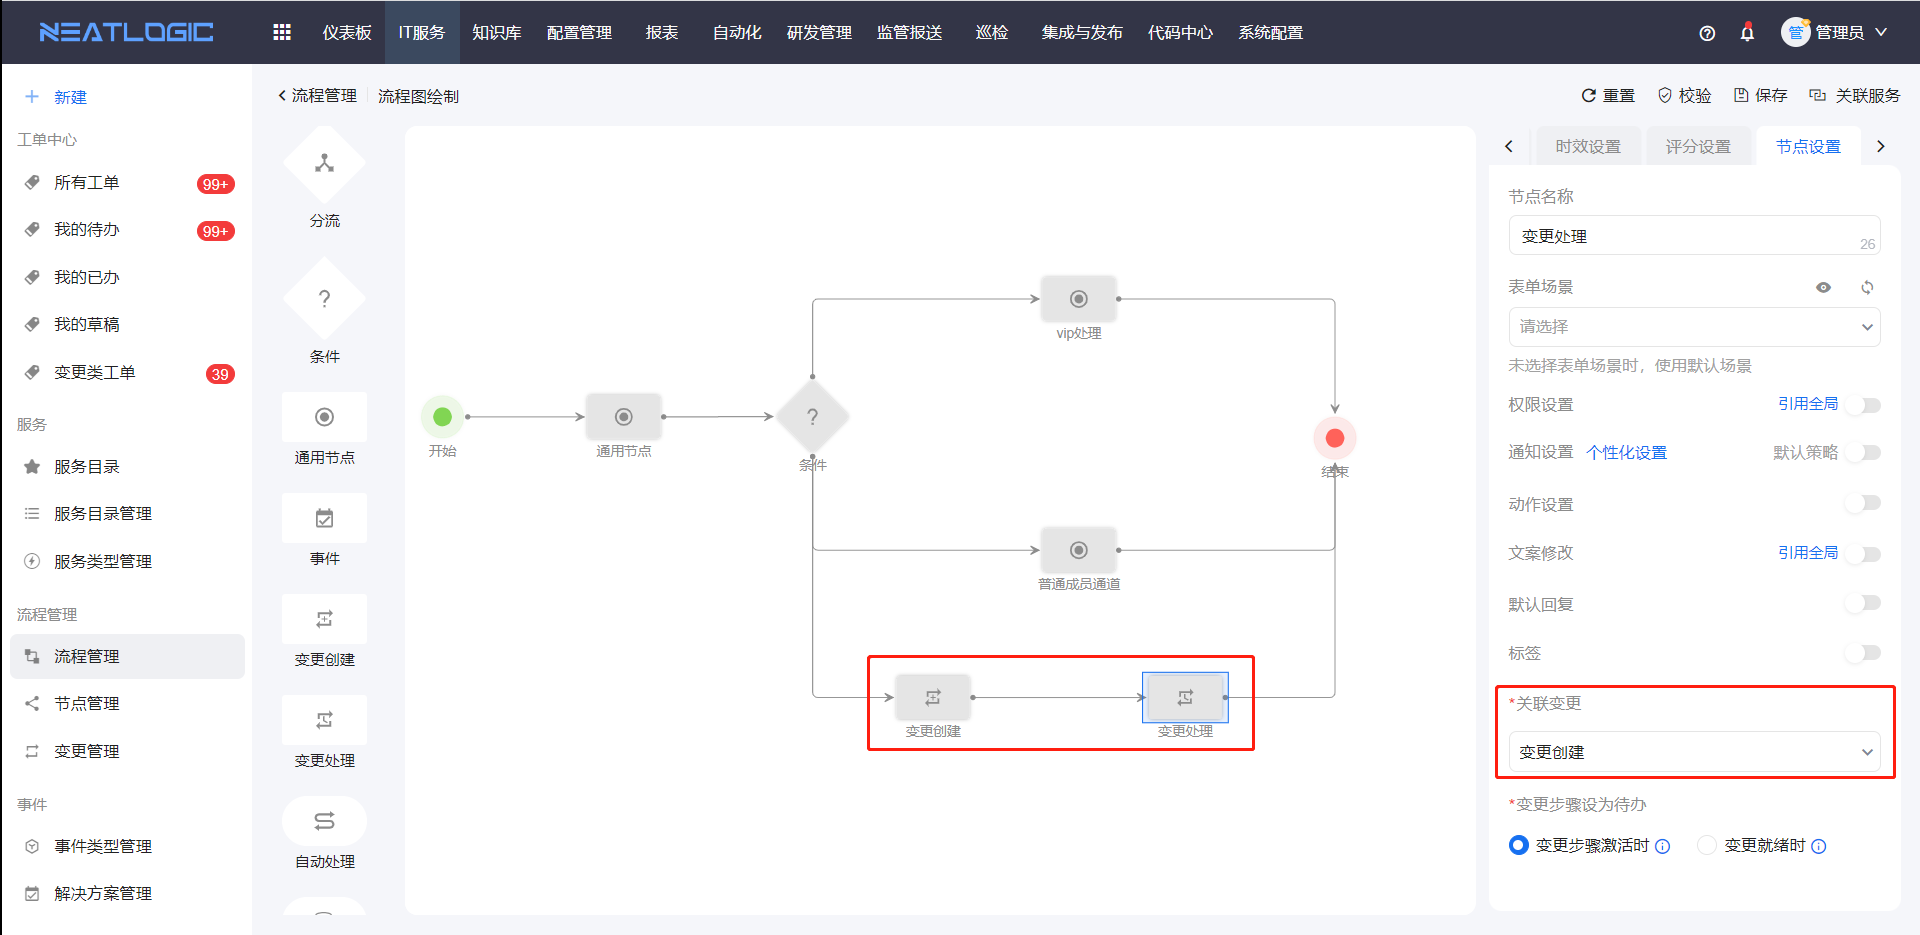 NEATLOGIC
仪表板
IT服务
知识库
配置管理
报表
自动化
研发管理
监管报送
巡检
集成与发布
代码中心
系统配置
管
管理员
新建
工单中心
所有工单
99+
我的待办
99+
我的已办
我的草稿
变更类工单
39
服务
服务目录
服务目录管理
服务类型管理
流程管理
流程管理
节点管理
变更管理
事件
事件类型管理
解决方案管理
流程管理
流程图绘制
重置
校验
保存
关联服务
分流
?
条件
通用节点
事件
变更创建
变更处理
自动处理
开始
通用节点
?
条件
vip处理
普通成员通道
变更创建
变更处理
结束
时效设置
评分设置
节点设置
节点名称
变更处理
26
表单场景
请选择
未选择表单场景时，使用默认场景
权限设置
引用全局
通知设置
个性化设置
默认策略
动作设置
文案修改
引用全局
默认回复
标签
*关联变更
变更创建
*变更步骤设为待办
变更步骤激活时
变更就绪时